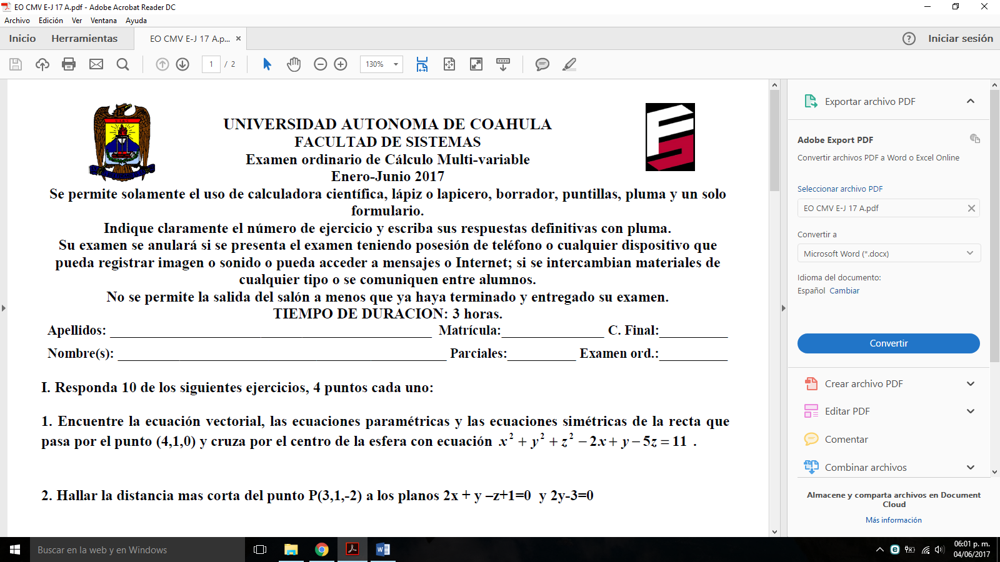 EO CMV E-J 17 A.pdf - Adobe Acrobat Reader DC
Archivo Edición Ver Ventana Ayuda
Inicio Herramientas EO CMV E-J 17 A.p... × Iniciar sesión
1 / 2 130%
UNIVERSIDAD AUTONOMA DE COAHULA
FACULTAD DE SISTEMAS
Examen ordinario de Cálculo Multi-variable
Enero-Junio 2017
Se permite solamente el uso de calculadora científica, lápiz o lapicero, borrador, puntillas, pluma y un solo
formulario.
Indique claramente el número de ejercicio y escriba sus respuestas definitivas con pluma.
Su examen se anulará si se presenta el examen teniendo posesión de teléfono o cualquier dispositivo que
pueda registrar imagen o sonido o pueda acceder a mensajes o Internet; si se intercambian materiales de
cualquier tipo o se comuniquen entre alumnos.
No se permite la salida del salón a menos que ya haya terminado y entregado su examen.
TIEMPO DE DURACION: 3 horas.
Apellidos: _______________ Matrícula:_______________ C. Final:__________
Nombre(s): _______________ Parciales:__________ Examen ord.:__________
I. Responda 10 de los siguientes ejercicios, 4 puntos cada uno:
1. Encuentre la ecuación vectorial, las ecuaciones paramétricas y las ecuaciones simétricas de la recta que
pasa por el punto (4,1,0) y cruza por el centro de la esfera con ecuación x² + y² + z² − 2x + y − 5z = 11 .
2. Hallar la distancia mas corta del punto P(3,1,-2) a los planos 2x + y –z+1=0 y 2y-3=0
Exportar archivo PDF
Adobe Export PDF
Convertir archivos PDF a Word o Excel Online
Seleccionar archivo PDF
EO CMV E-J 17 A.pdf
Convertir a
Microsoft Word (*.docx)
Idioma del documento:
Español Cambiar
Convertir
Crear archivo PDF
Editar PDF
Comentar
Combinar archivos
Almacene y comparta archivos en Document
Cloud
Más información
Buscar en la web y en Windows
06:01 p. m.
04/06/2017